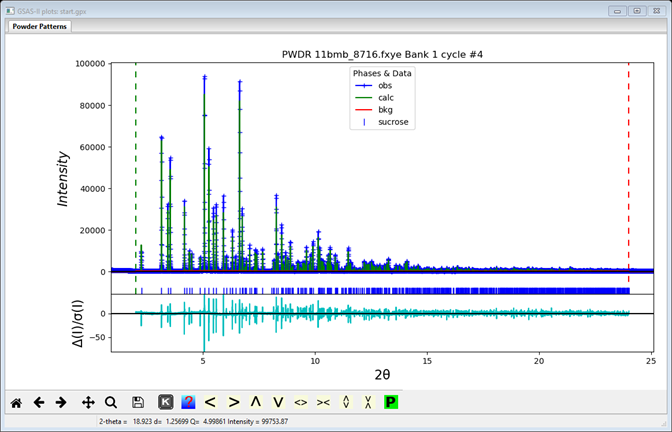 GSAS-II plots: start.gpx
Powder Patterns
PWDR 11bmb_8716.fxye Bank 1 cycle #4
Phases & Data
obs
calc
bkg
sucrose
Intensity
100000
80000
60000
40000
20000
0
Δ(I)/σ(I)
0
−50
5
10
15
20
25
2θ
K
?
< > Λ V <> ><
P
2-theta = 18.923 d= 1.25699 Q= 4.99861 Intensity = 99753.87